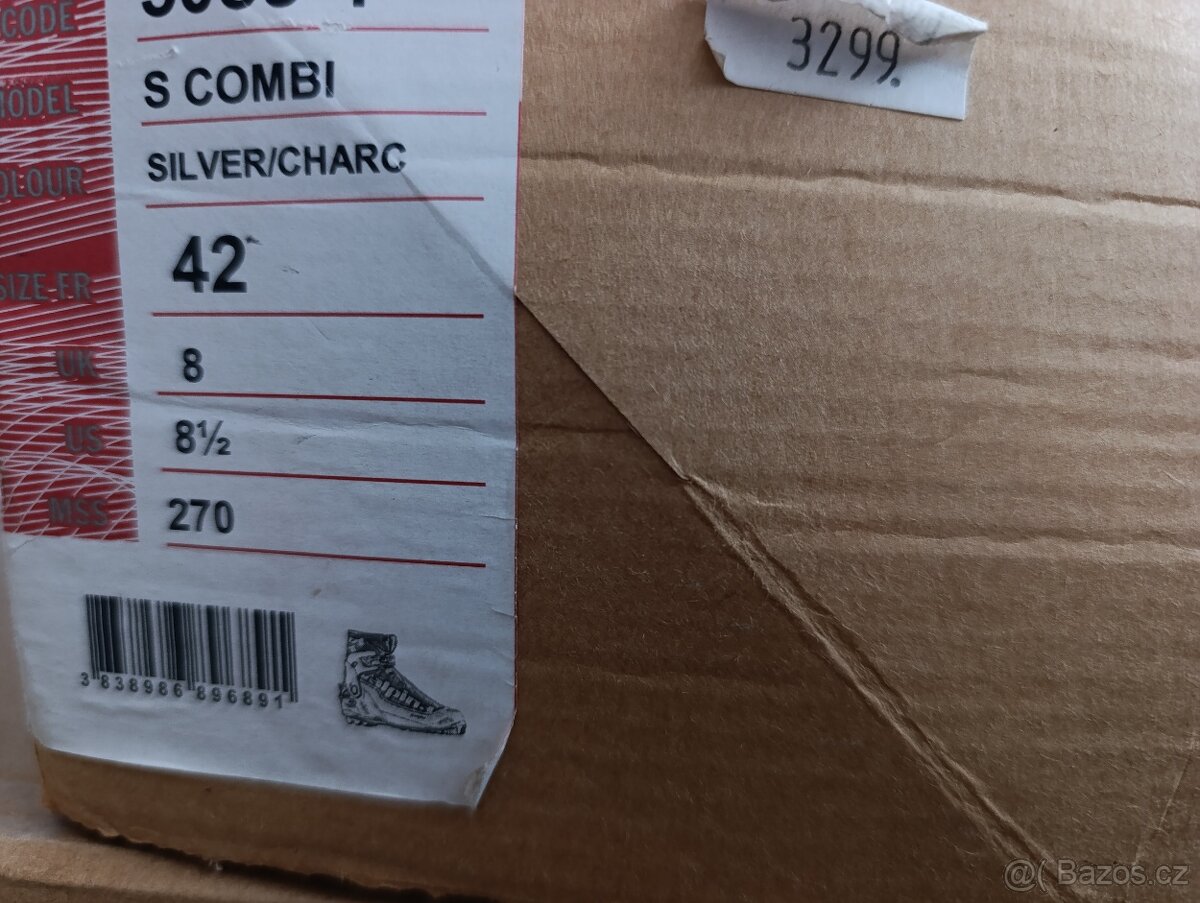 CODE
3299.
MODEL S COMBI
COLOUR SILVER/CHARC
SIZE-FR 42
UK 8
US 8½
MSS 270
3 838986 896891
alpina
@( Bazos.cz